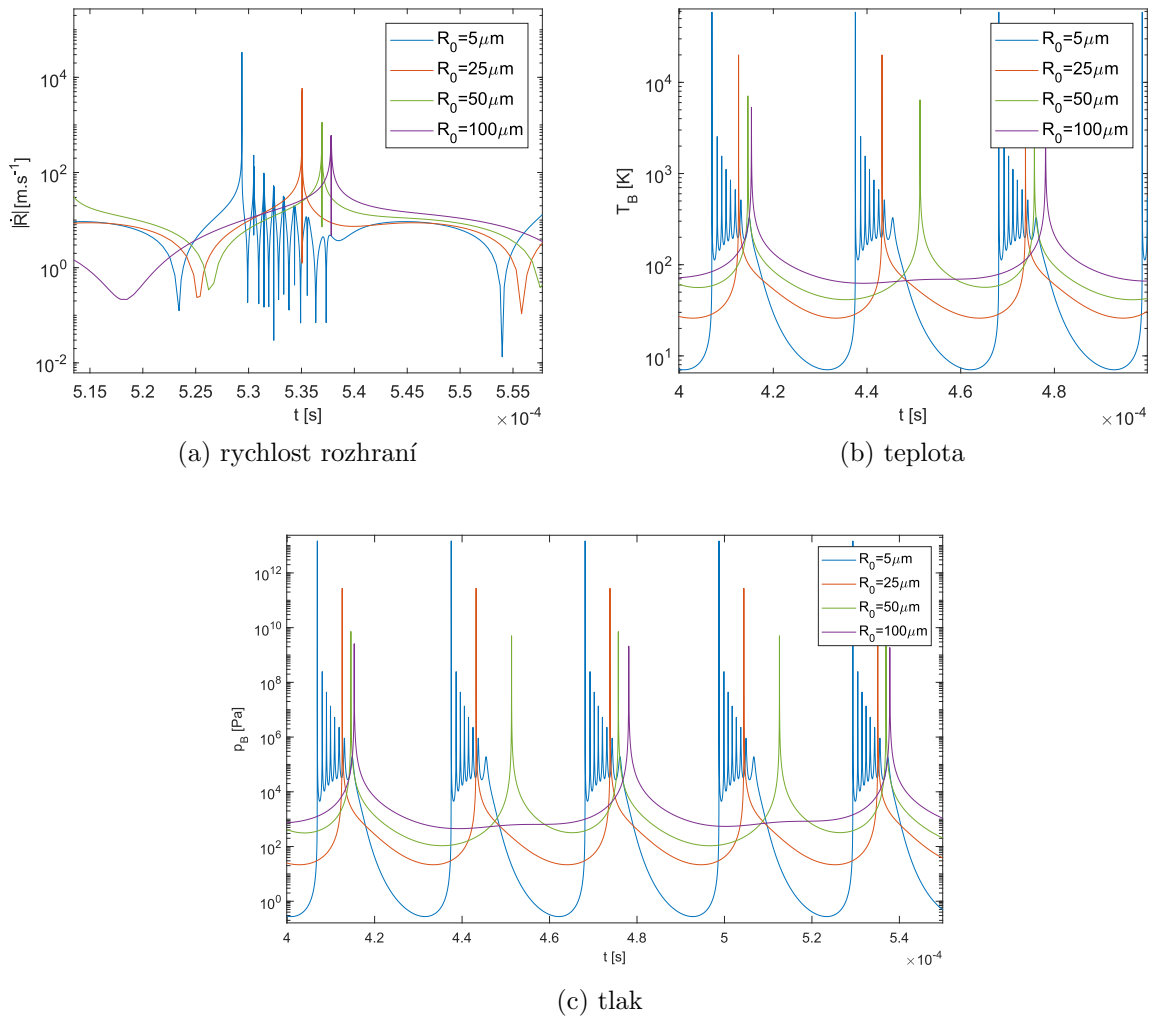 |Ṙ| [m.s⁻¹]
10⁴
10²
10⁰
10⁻²
R₀=5μm
R₀=25μm
R₀=50μm
R₀=100μm
5.15 5.2 5.25 5.3 5.35 5.4 5.45 5.5 5.55
t [s]
×10⁻⁴
(a) rychlost rozhraní
T_B [K]
10⁴
10³
10²
10¹
R₀=5μm
R₀=25μm
R₀=50μm
R₀=100μm
4 4.2 4.4 4.6 4.8
t [s]
×10⁻⁴
(b) teplota
p_B [Pa]
10¹²
10¹⁰
10⁸
10⁶
10⁴
10²
10⁰
R₀=5μm
R₀=25μm
R₀=50μm
R₀=100μm
4 4.2 4.4 4.6 4.8 5 5.2 5.4
t [s]
×10⁻⁴
(c) tlak